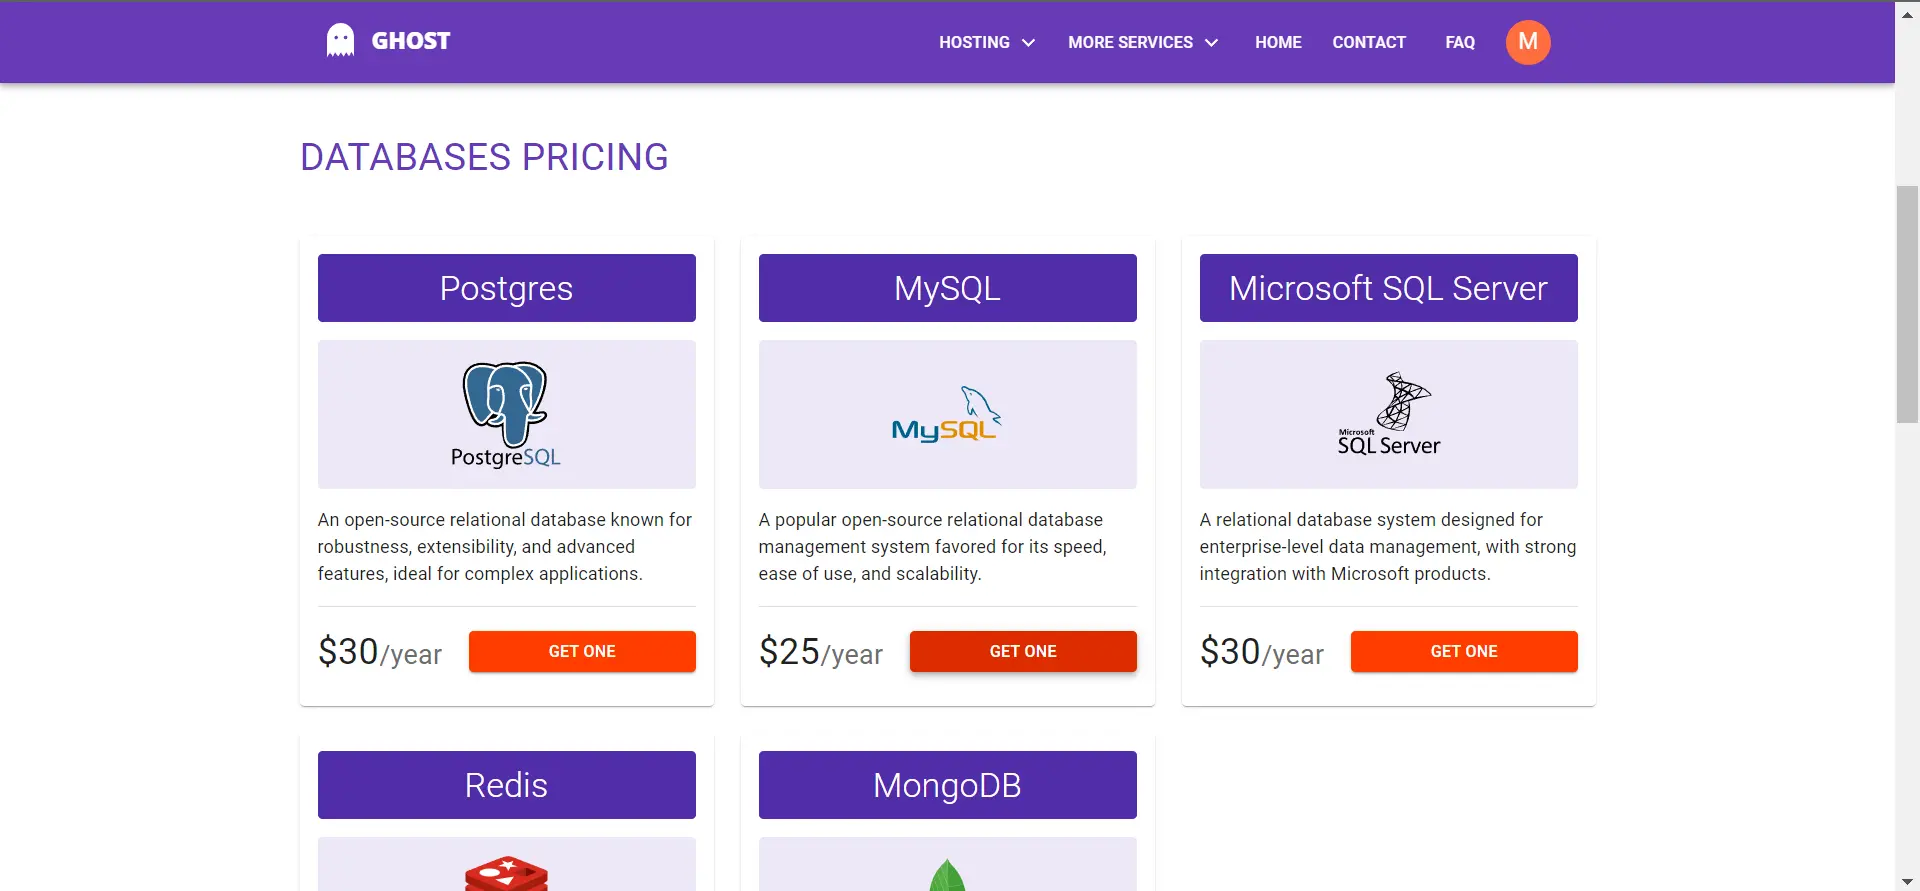 GHOST
HOSTING
MORE SERVICES
HOME
CONTACT
FAQ
M
DATABASES PRICING
Postgres
PostgreSQL
An open-source relational database known for
robustness, extensibility, and advanced
features, ideal for complex applications.
$30/year
GET ONE
MySQL
MySQL
A popular open-source relational database
management system favored for its speed,
ease of use, and scalability.
$25/year
GET ONE
Microsoft SQL Server
Microsoft
SQL Server
A relational database system designed for
enterprise-level data management, with strong
integration with Microsoft products.
$30/year
GET ONE
Redis
MongoDB